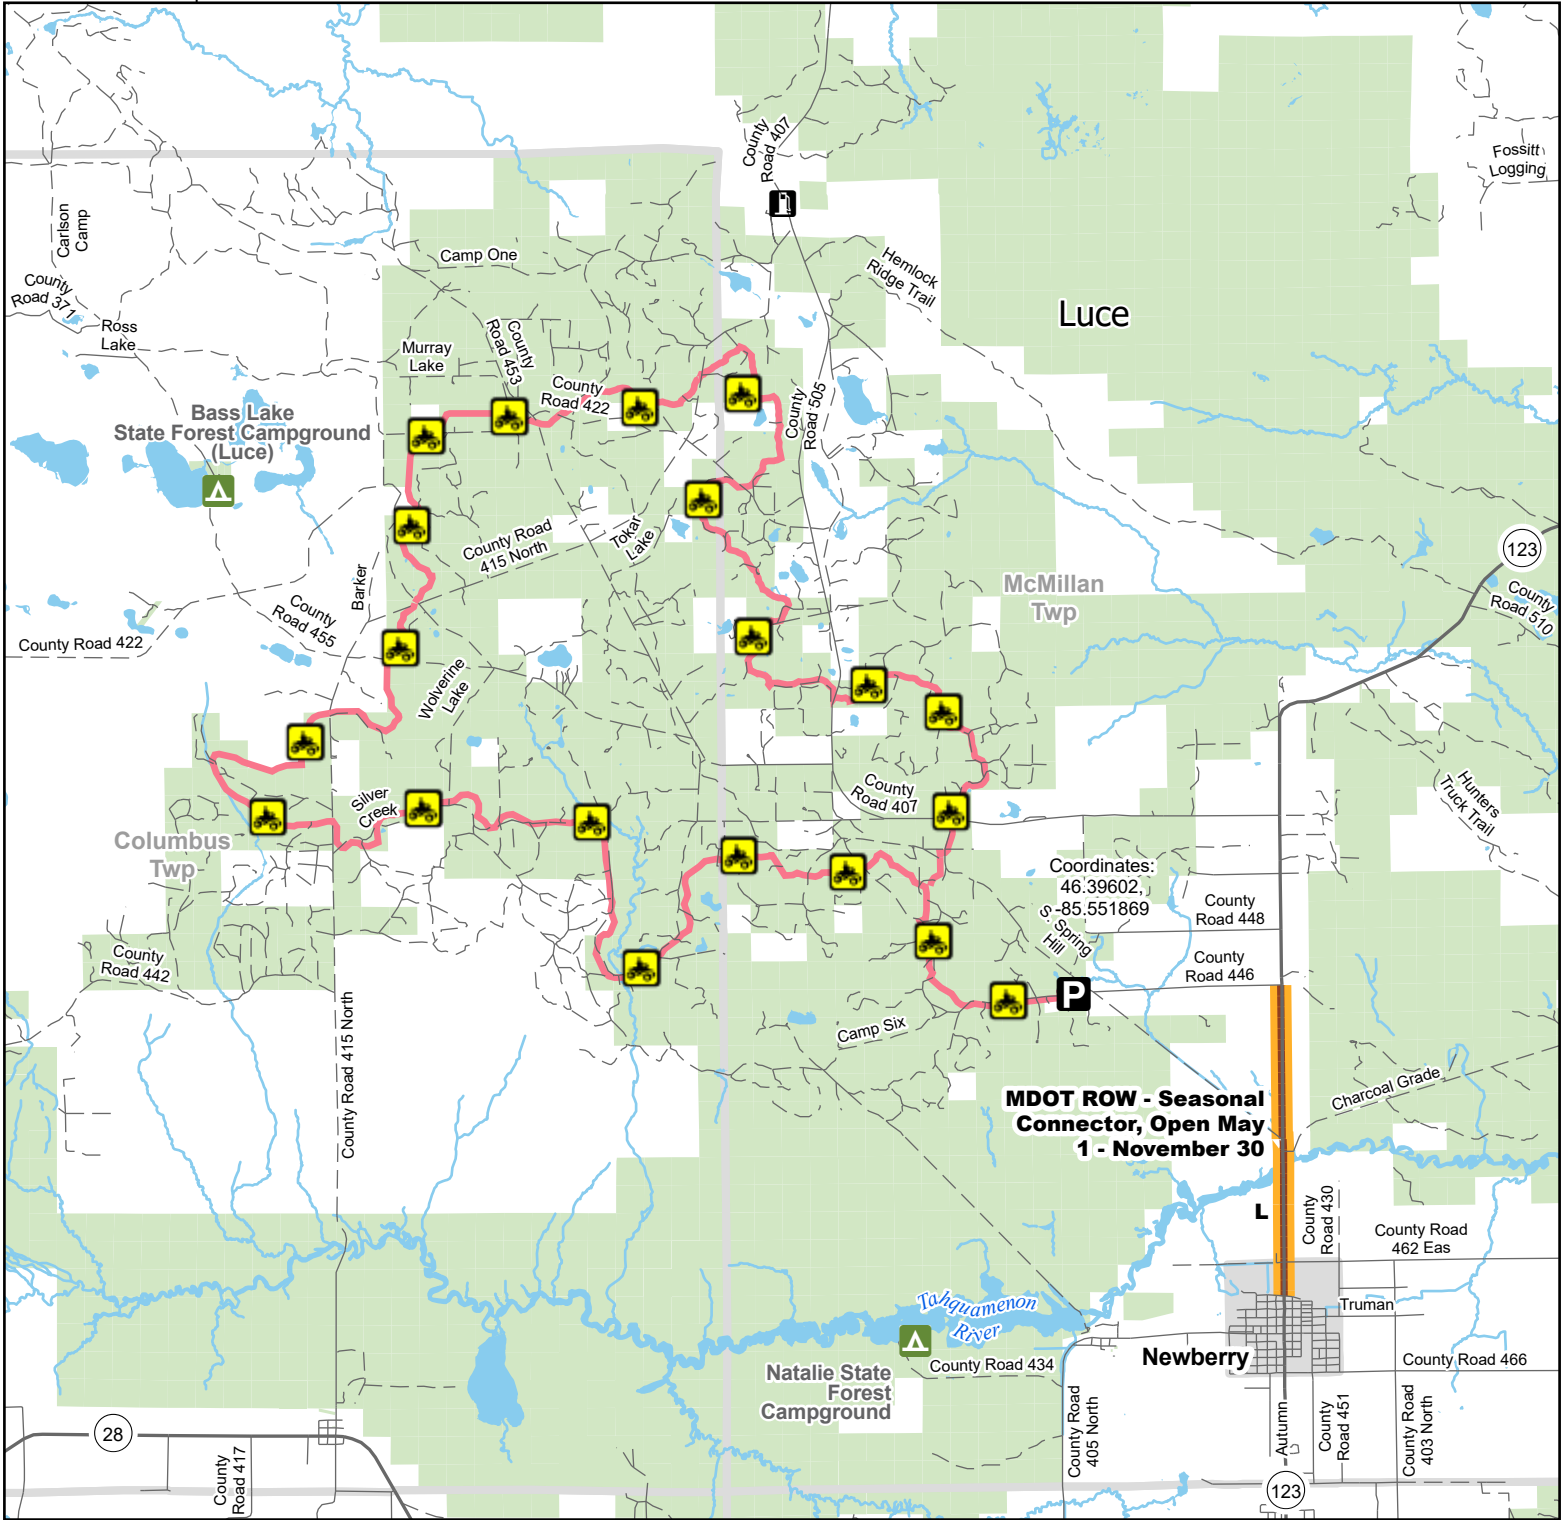 County
Road 407
Fossitt
Logging
Carlson
Camp
Camp One
Hemlock
Ridge Trail
County
Road 371
Luce
Ross
Lake
County
Road 453
Murray
Lake
County
Road 422
County
Road 505
Bass Lake
State Forest Campground
(Luce)
County Road
415 North
Tokar
Lake
123
McMillan
Twp
County
Road 510
Barker
County
Road 455
County Road 422
Wolverine
Lake
County
Road 407
Hunters
Truck Trail
Silver
Creek
Columbus
Twp
Coordinates:
46.39602,
-85.551869
S. Spring
Hill
County
Road 448
County
Road 442
County
Road 446
P
Camp Six
County Road 415 North
MDOT ROW - Seasonal
Connector, Open May
1 - November 30
Charcoal Grade
L
County
Road 430
County Road
462 Eas
Tahquamenon
River
Truman
Newberry
County Road 434
County Road 466
Natalie State
Forest
Campground
28
County
Road 417
County Road
405 North
Autumn
County
Road 451
County Road
403 North
123